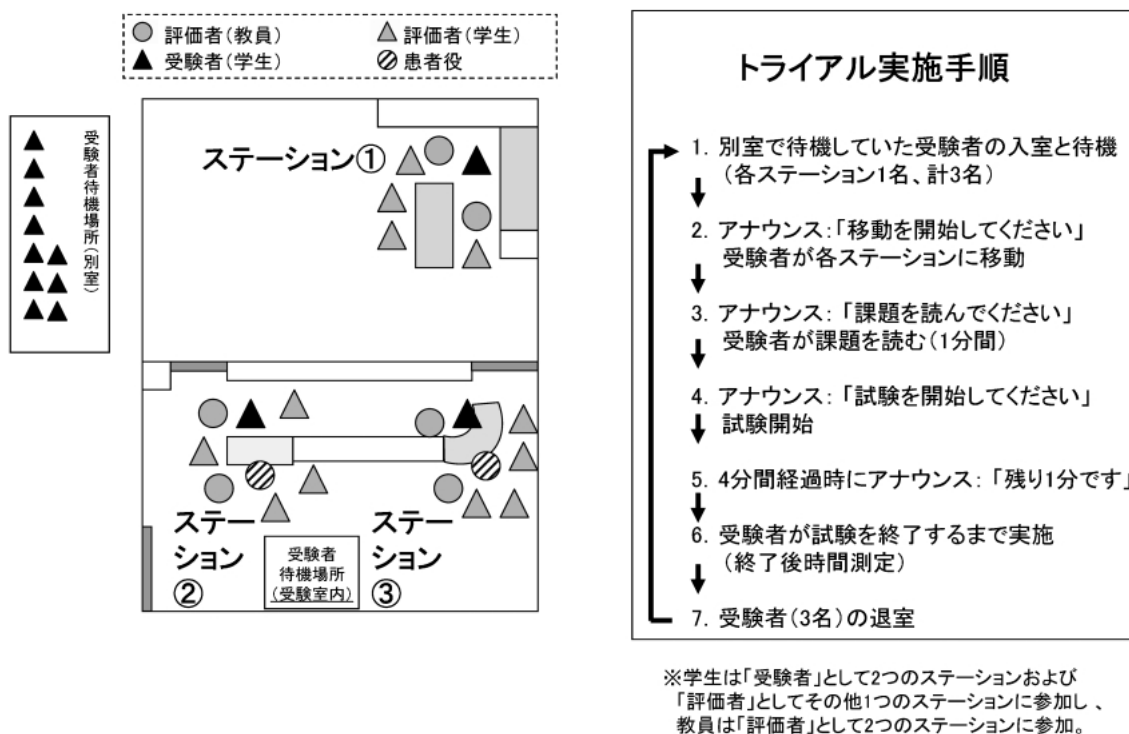 評価者(教員)
評価者(学生)
受験者(学生)
患者役
受験者待機場所(別室)
ステーション①
ステー
ション
②
受験者
待機場所
(受験室内)
ステー
ション
③
トライアル実施手順
1. 別室で待機していた受験者の入室と待機
(各ステーション1名、計3名)
2. アナウンス:「移動を開始してください」
受験者が各ステーションに移動
3. アナウンス: 「課題を読んでください」
受験者が課題を読む(1分間)
4. アナウンス: 「試験を開始してください」
試験開始
5. 4分間経過時にアナウンス: 「残り1分です」
6. 受験者が試験を終了するまで実施
(終了後時間測定)
7. 受験者(3名)の退室
※学生は「受験者」として2つのステーションおよび
「評価者」としてその他1つのステーションに参加し、
教員は「評価者」として2つのステーションに参加。